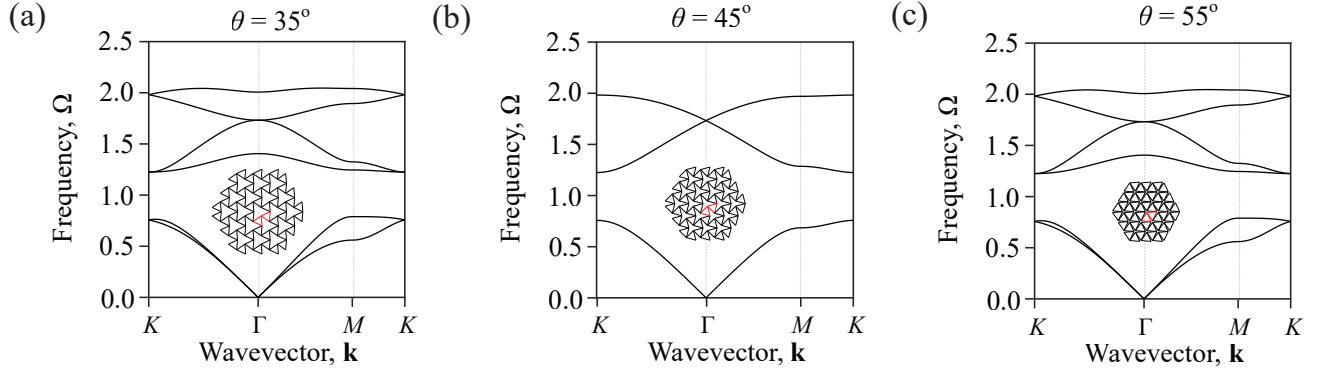 (a)
θ = 35°
Frequency, Ω
2.5
2.0
1.5
1.0
0.5
0.0
K Γ M K
Wavevector, k
(b)
θ = 45°
Frequency, Ω
2.5
2.0
1.5
1.0
0.5
0.0
K Γ M K
Wavevector, k
(c)
θ = 55°
Frequency, Ω
2.5
2.0
1.5
1.0
0.5
0.0
K Γ M K
Wavevector, k